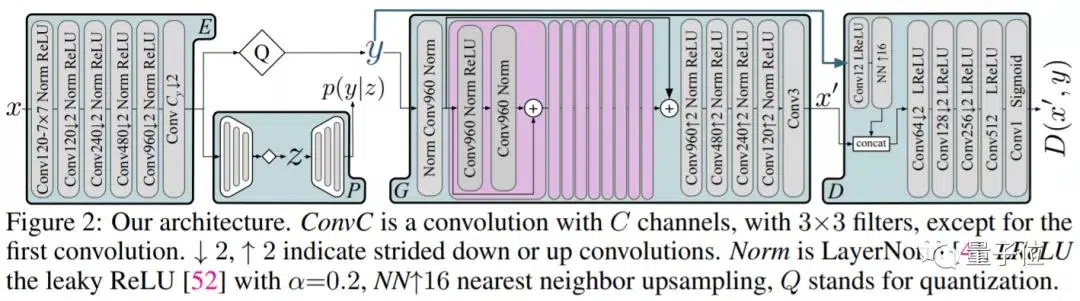 x
Conv120-7×7 Norm ReLU
Conv120↓2 Norm ReLU
Conv240↓2 Norm ReLU
Conv480↓2 Norm ReLU
Conv960↓2 Norm ReLU
Conv Cy↓2
E
Q
y
p(y|z)
z
P
G
Norm Conv960 Norm
Conv960 Norm ReLU
Conv960 Norm
+
+
Conv960↑2 Norm ReLU
Conv480↑2 Norm ReLU
Conv240↑2 Norm ReLU
Conv120↑2 Norm ReLU
Conv3
x′
D
Conv12 LReLU
NN↑16
concat
Conv64↓2 LReLU
Conv128↓2 LReLU
Conv256↓2 LReLU
Conv512 LReLU
Conv1 Sigmoid
D(x′, y)
Figure 2: Our architecture. ConvC is a convolution with C channels, with 3×3 filters, except for the
first convolution. ↓ 2, ↑ 2 indicate strided down or up convolutions. Norm is LayerNo [4 LReLU
the leaky ReLU [52] with α=0.2, NN↑16 nearest neighbor upsampling, Q stands for quantization.
量子位